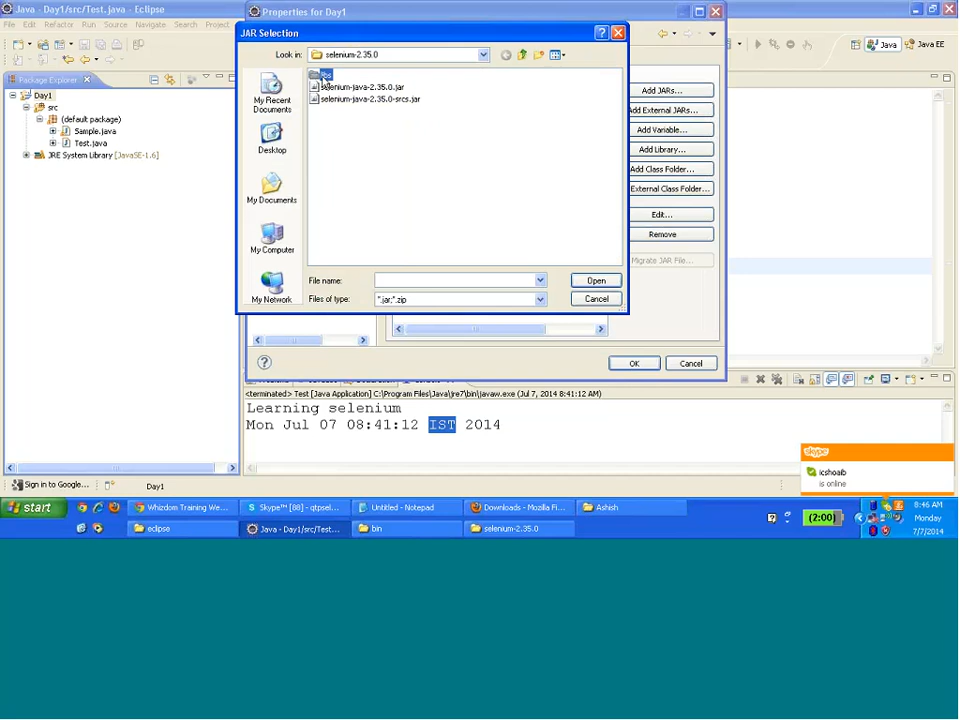 Java - Day1/src/Test.java - Eclipse
Properties for Day1
File Edit Refactor Run Source Navigate Search Project
JAR Selection
Look in: selenium-2.35.0
Java
Java EE
Package Explorer
libs
selenium-java-2.35.0.jar
selenium-java-2.35.0-srcs.jar
My Recent Documents
Desktop
My Documents
My Computer
My Network
Add JARs...
Add External JARs...
Add Variable...
Add Library...
Add Class Folder...
External Class Folder...
Edit...
Remove
Migrate JAR File...
Day1
src
(default package)
Sample.java
Test.java
JRE System Library [JavaSE-1.6]
File name:
Open
Files of type: *.jar;*.zip
Cancel
OK
Cancel
<terminated> Test [Java Application] C:\Program Files\Java\jre7\bin\javaw.exe (Jul 7, 2014 8:41:12 AM)
Learning selenium
Mon Jul 07 08:41:12 IST 2014
skype
icshoaib
is online
Sign in to Google...
Day1
start
Whizdom Training We...
Skype™ [88] - qtpsel...
Untitled - Notepad
Downloads - Mozilla Fi...
Ashish
eclipse
Java - Day1/src/Test...
bin
selenium-2.35.0
(2:00)
8:46 AM
Monday
7/7/2014